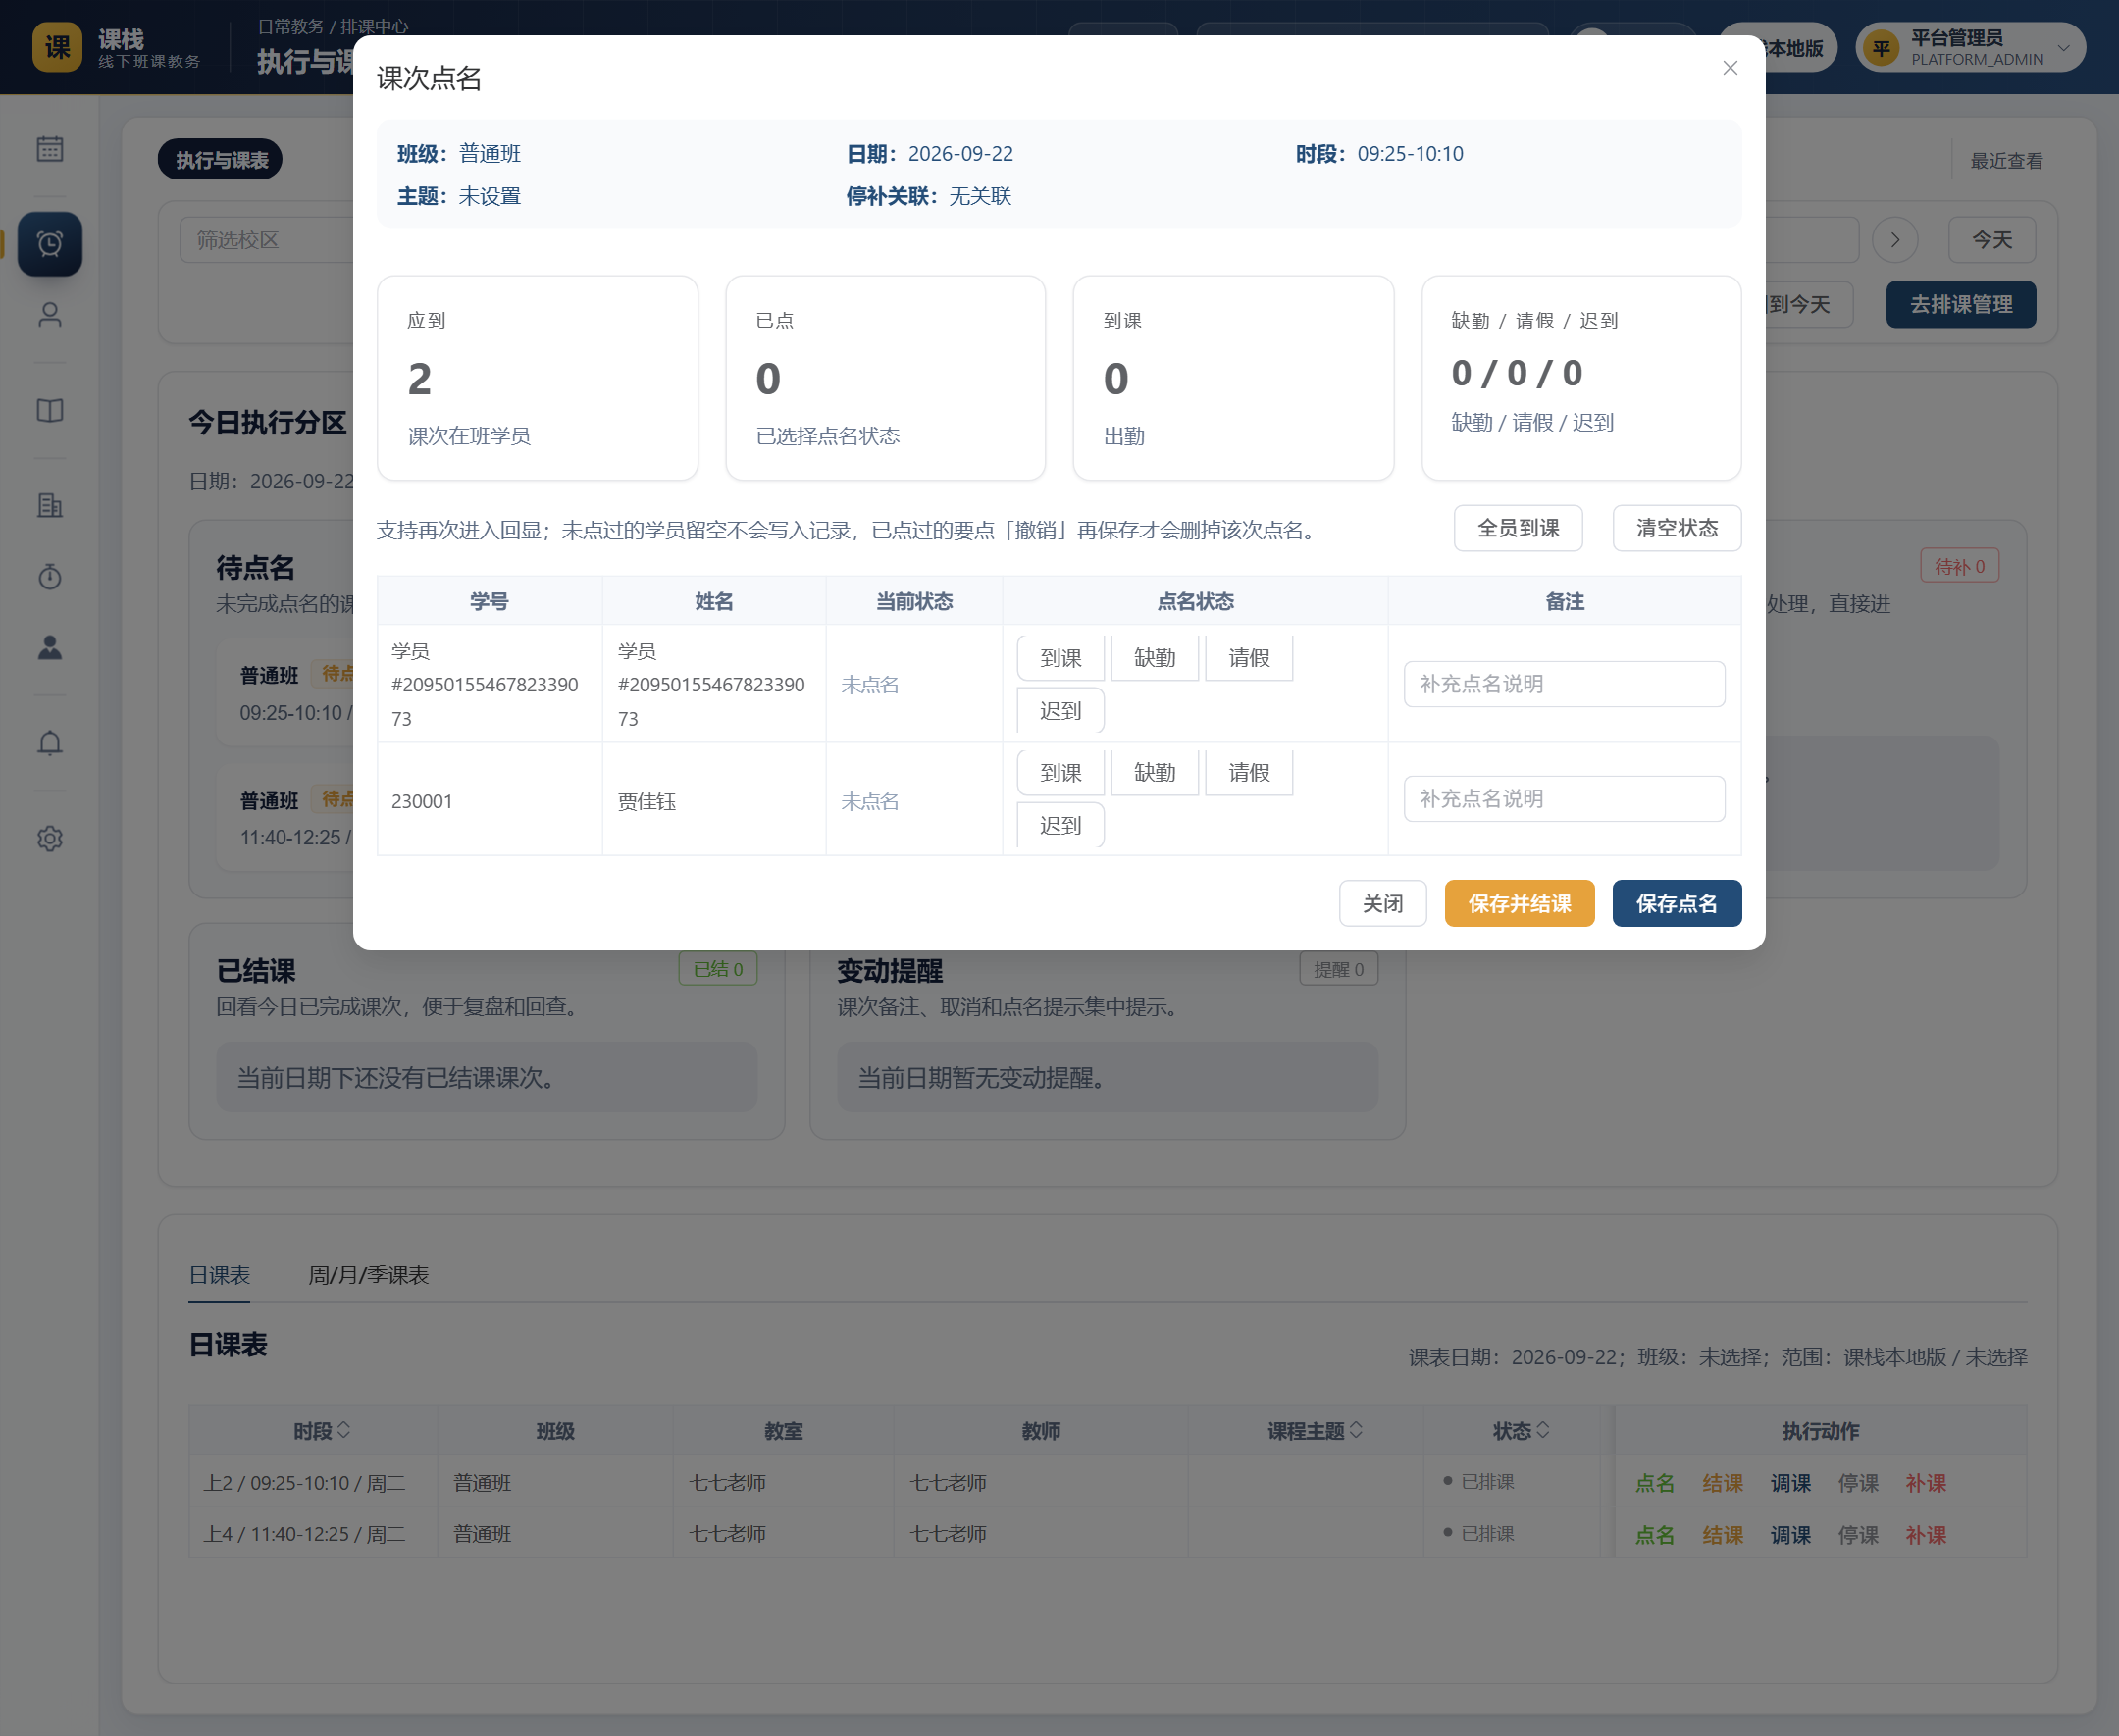 课
课栈
线下班课教务
日常教务 / 排课中心
执行与课
本地版
平
平台管理员
PLATFORM_ADMIN
执行与课表
最近查看
筛选校区
今天
到今天
去排课管理
今日执行分区
日期：2026-09-22
待点名
未完成点名的课
普通班 待点
09:25-10:10 /
普通班 待点
11:40-12:25 /
待补 0
处理，直接进
课次点名
班级：普通班
日期：2026-09-22
时段：09:25-10:10
主题：未设置
停补关联：无关联
应到
2
课次在班学员
已点
0
已选择点名状态
到课
0
出勤
缺勤 / 请假 / 迟到
0 / 0 / 0
缺勤 / 请假 / 迟到
支持再次进入回显；未点过的学员留空不会写入记录，已点过的要点「撤销」再保存才会删掉该次点名。
全员到课
清空状态
学号 姓名 当前状态 点名状态 备注
学员
#20950155467823390
73
学员
#20950155467823390
73
未点名
到课 缺勤 请假
迟到
补充点名说明
230001
贾佳钰
未点名
到课 缺勤 请假
迟到
补充点名说明
关闭
保存并结课
保存点名
已结课
已结 0
回看今日已完成课次，便于复盘和回查。
当前日期下还没有已结课课次。
变动提醒
提醒 0
课次备注、取消和点名提示集中提示。
当前日期暂无变动提醒。
日课表
周/月/季课表
日课表
课表日期：2026-09-22；班级：未选择；范围：课栈本地版 / 未选择
时段 班级 教室 教师 课程主题 状态 执行动作
上2 / 09:25-10:10 / 周二 普通班 七七老师 七七老师 已排课 点名 结课 调课 停课 补课
上4 / 11:40-12:25 / 周二 普通班 七七老师 七七老师 已排课 点名 结课 调课 停课 补课